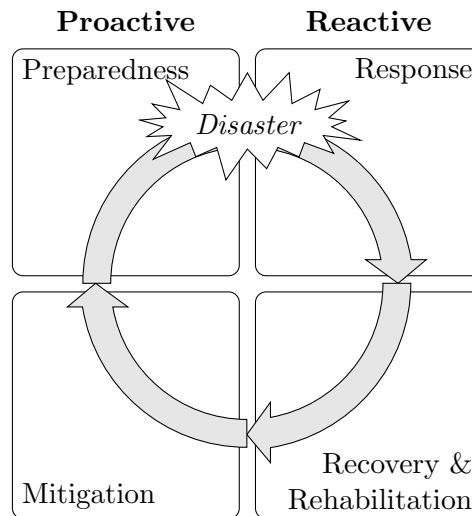 Proactive
Reactive
Preparedness
Response
Disaster
Mitigation
Recovery &
Rehabilitation